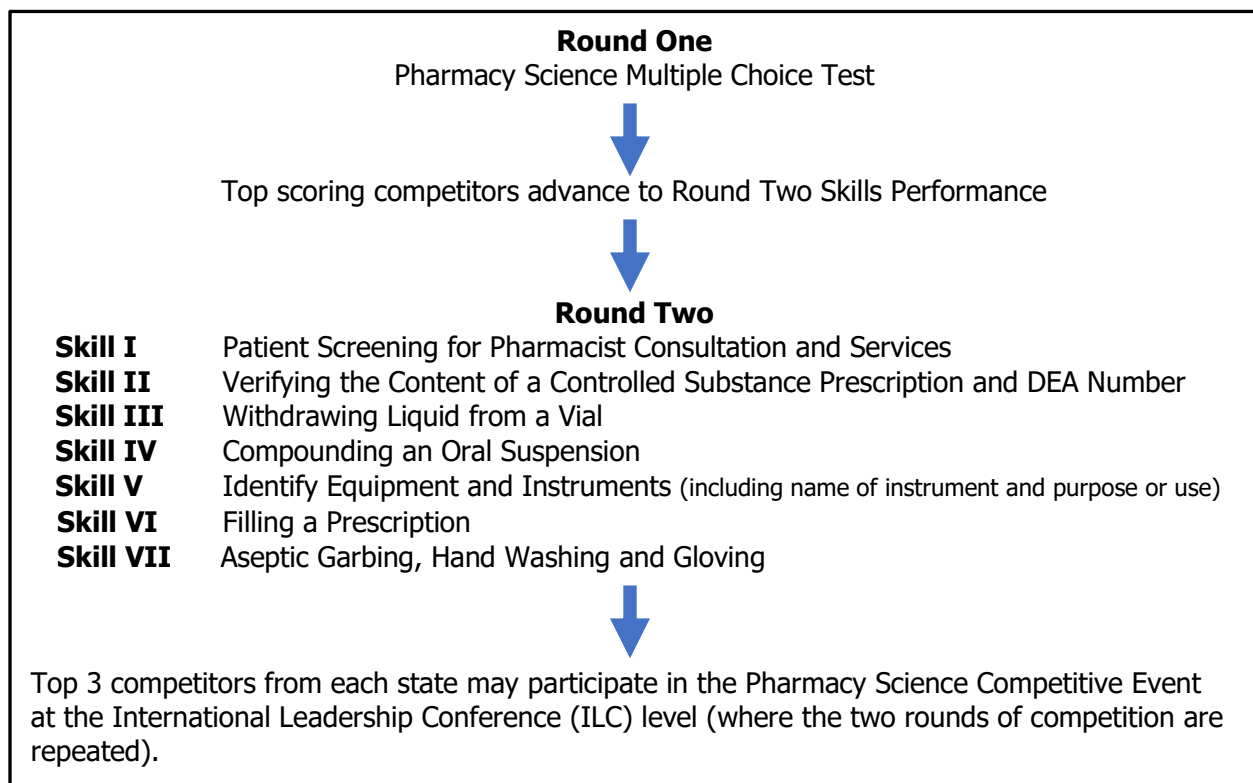 Round One
Pharmacy Science Multiple Choice Test
Top scoring competitors advance to Round Two Skills Performance
Round Two
Skill I Patient Screening for Pharmacist Consultation and Services
Skill II Verifying the Content of a Controlled Substance Prescription and DEA Number
Skill III Withdrawing Liquid from a Vial
Skill IV Compounding an Oral Suspension
Skill V Identify Equipment and Instruments (including name of instrument and purpose or use)
Skill VI Filling a Prescription
Skill VII Aseptic Garbing, Hand Washing and Gloving
Top 3 competitors from each state may participate in the Pharmacy Science Competitive Event
at the International Leadership Conference (ILC) level (where the two rounds of competition are
repeated).